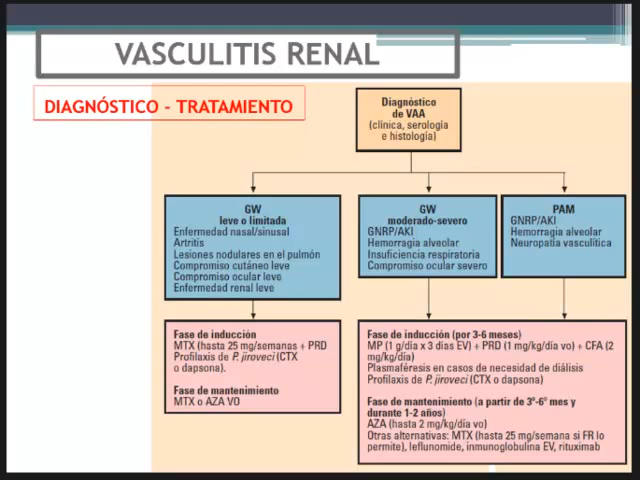 VASCULITIS RENAL
DIAGNÓSTICO - TRATAMIENTO
Diagnóstico
de VAA
(clínica, serología
e histología)
GW
leve o limitada
Enfermedad nasal/sinusal
Artritis
Lesiones nodulares en el pulmón
Compromiso cutáneo leve
Compromiso ocular leve
Enfermedad renal leve
GW
moderado-severo
GNRP/AKI
Hemorragia alveolar
Insuficiencia respiratoria
Compromiso ocular severo
PAM
GNRP/AKI
Hemorragia alveolar
Neuropatía vasculítica
Fase de inducción
MTX (hasta 25 mg/semanas + PRD
Profilaxis de P. jiroveci (CTX
o dapsona).
Fase de mantenimiento
MTX o AZA VO
Fase de inducción (por 3-6 meses)
MP (1 g/día x 3 días EV) + PRD (1 mg/kg/día vo) + CFA (2
mg/kg/día)
Plasmaféresis en casos de necesidad de diálisis
Profilaxis de P. jiroveci (CTX o dapsona)
Fase de mantenimiento (a partir de 3º-6º mes y
durante 1-2 años)
AZA (hasta 2 mg/kg/día vo)
Otras alternativas: MTX (hasta 25 mg/semana si FR lo
permite), leflunomide, inmunoglobulina EV, rituximab